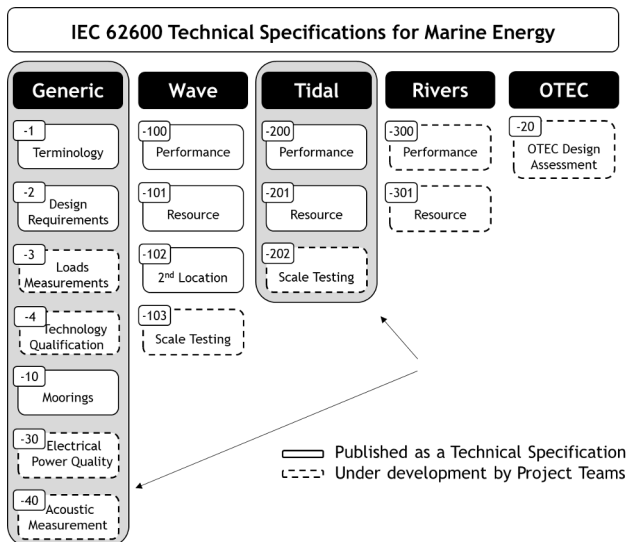 IEC 62600 Technical Specifications for Marine Energy
Generic
-1
Terminology
-2
Design
Requirements
-3
Loads
Measurements
-4
Technology
Qualification
-10
Moorings
-30
Electrical
Power Quality
-40
Acoustic
Measurement
Wave
-100
Performance
-101
Resource
-102
2nd Location
-103
Scale Testing
Tidal
-200
Performance
-201
Resource
-202
Scale Testing
Rivers
-300
Performance
-301
Resource
OTEC
-20
OTEC Design
Assessment
Published as a Technical Specification
Under development by Project Teams